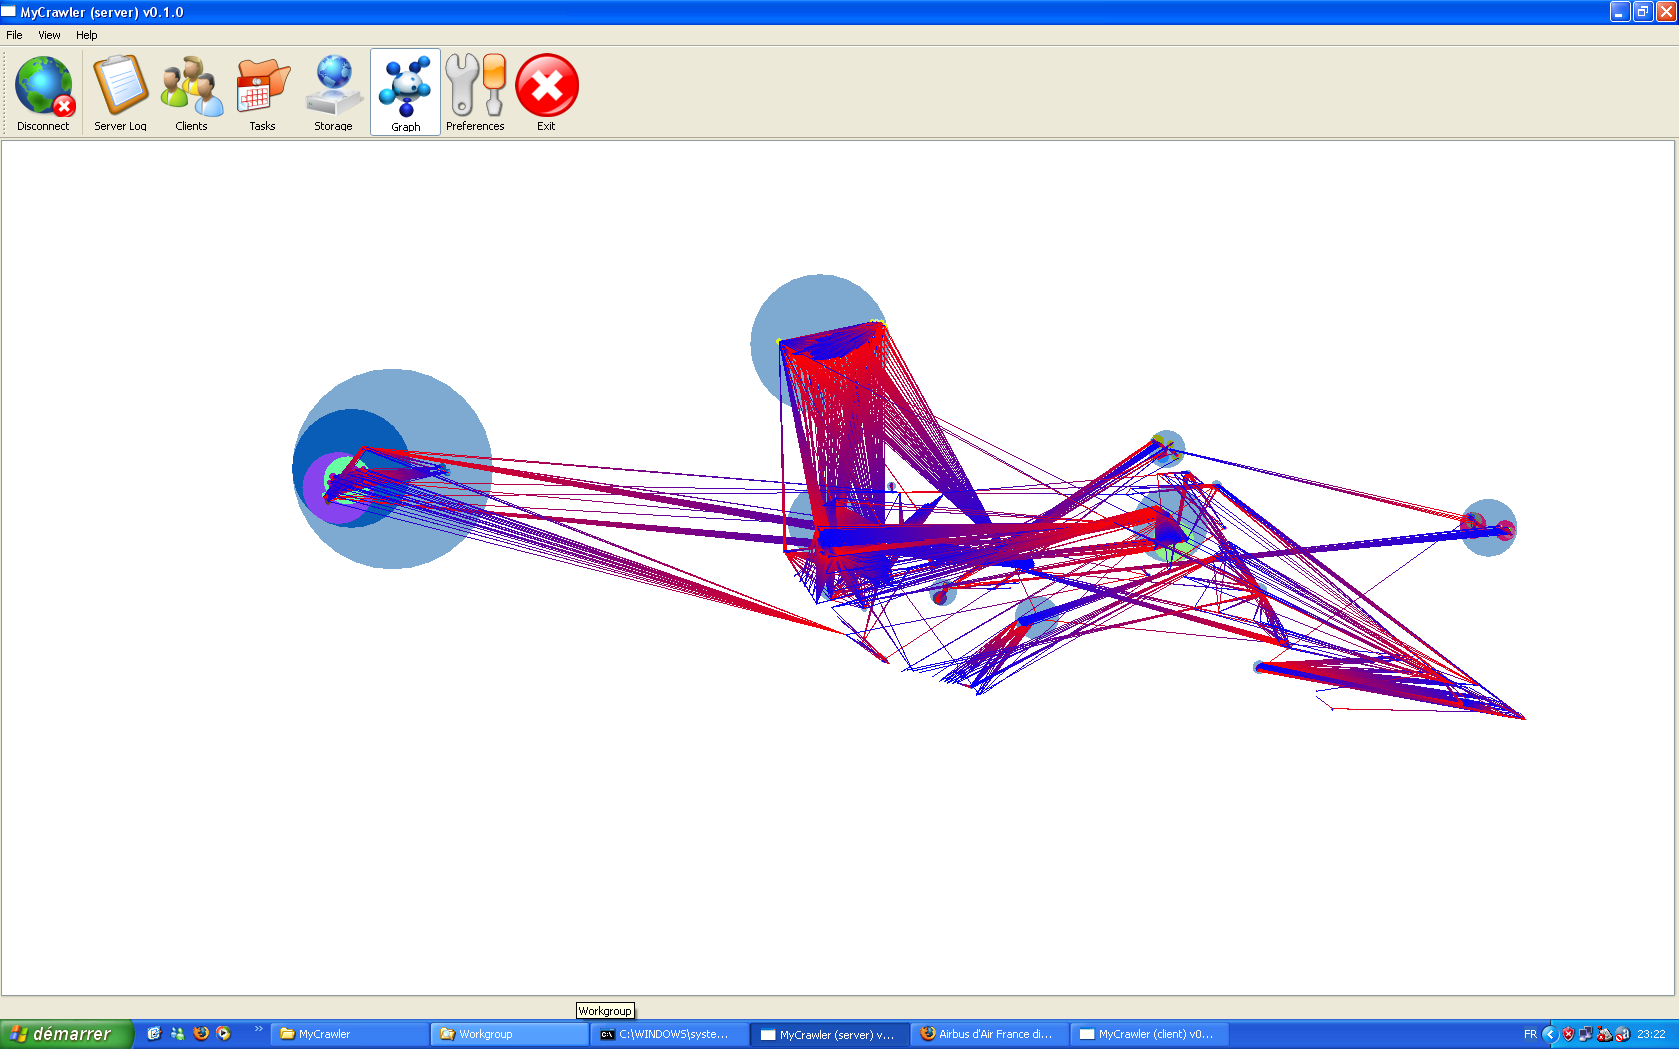 MyCrawler (server) v0.1.0
File View Help
Disconnect Server Log Clients Tasks Storage Graph Preferences Exit
Workgroup
démarrer MyCrawler Workgroup C:\WINDOWS\syste... MyCrawler (server) v... Airbus d'Air France di... MyCrawler (client) v0... FR 23:22